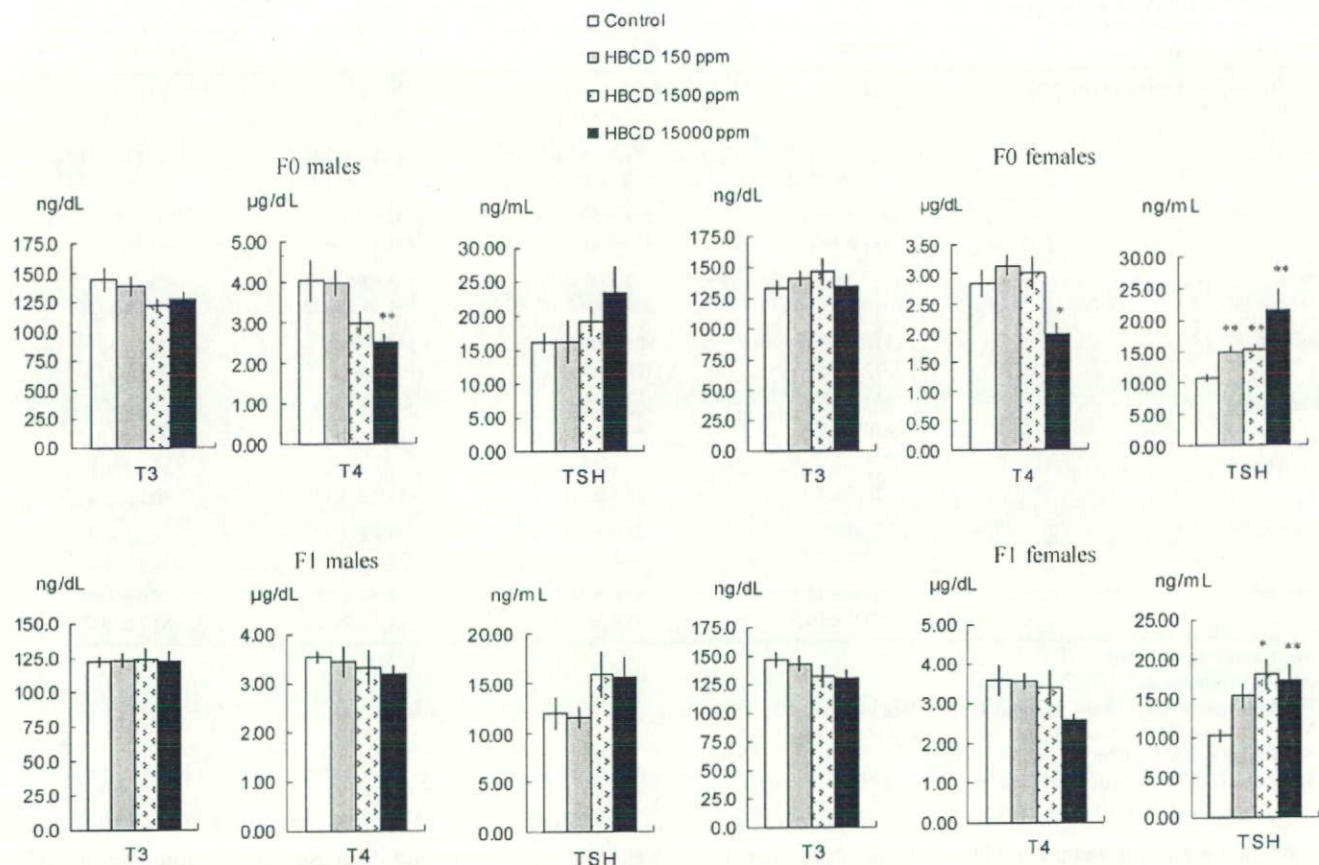 Control
HBCD 150 ppm
HBCD 1500 ppm
HBCD 15000 ppm
F0 males
ng/dL
175.0
150.0
125.0
100.0
75.0
50.0
25.0
0.0
T3
µg/dL
5.00
4.00
3.00
2.00
1.00
0.00
**
T4
ng/mL
30.00
25.00
20.00
15.00
10.00
5.00
0.00
TSH
F0 females
ng/dL
175.0
150.0
125.0
100.0
75.0
50.0
25.0
0.0
T3
µg/dL
3.50
3.00
2.50
2.00
1.50
1.00
0.50
0.00
*
T4
ng/mL
30.00
25.00
20.00
15.00
10.00
5.00
0.00
** ** **
TSH
F1 males
ng/dL
150.0
125.0
100.0
75.0
50.0
25.0
0.0
T3
µg/dL
4.00
3.00
2.00
1.00
0.00
T4
ng/mL
20.00
15.00
10.00
5.00
0.00
TSH
F1 females
ng/dL
175.0
150.0
125.0
100.0
75.0
50.0
25.0
0.0
T3
µg/dL
5.00
4.00
3.00
2.00
1.00
0.00
T4
ng/mL
25.00
20.00
15.00
10.00
5.00
0.00
* **
TSH